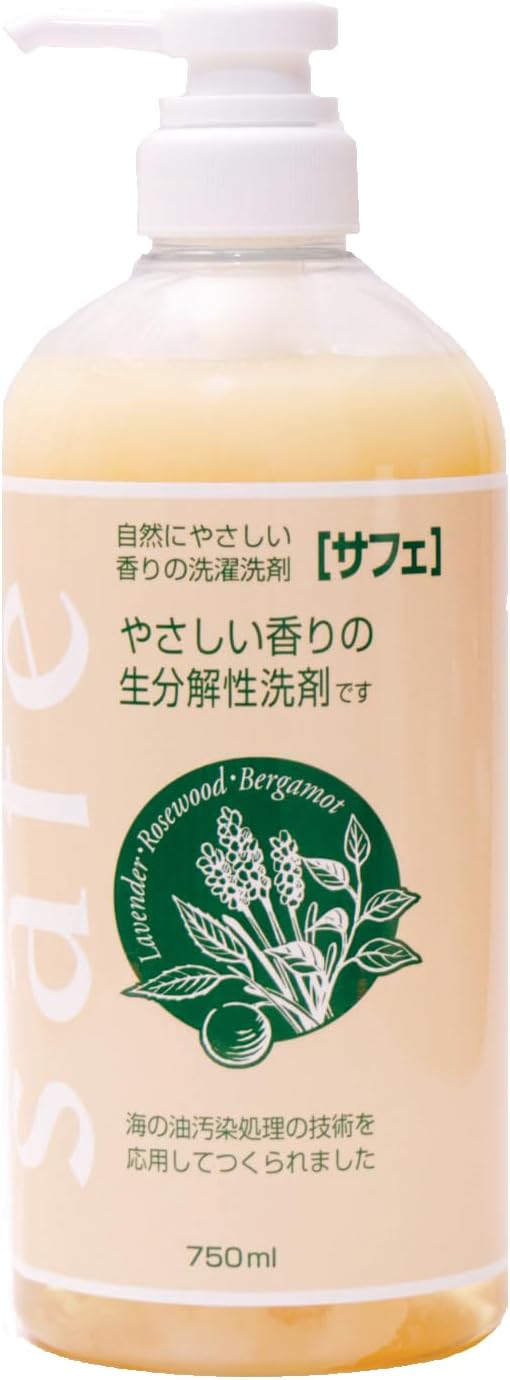 自然にやさしい
香りの洗濯洗剤
[サフェ]
やさしい香りの
生分解性洗剤です
Lavender・Rosewood・Bergamot
海の油汚染処理の技術を
応用してつくられました
750ml
safe